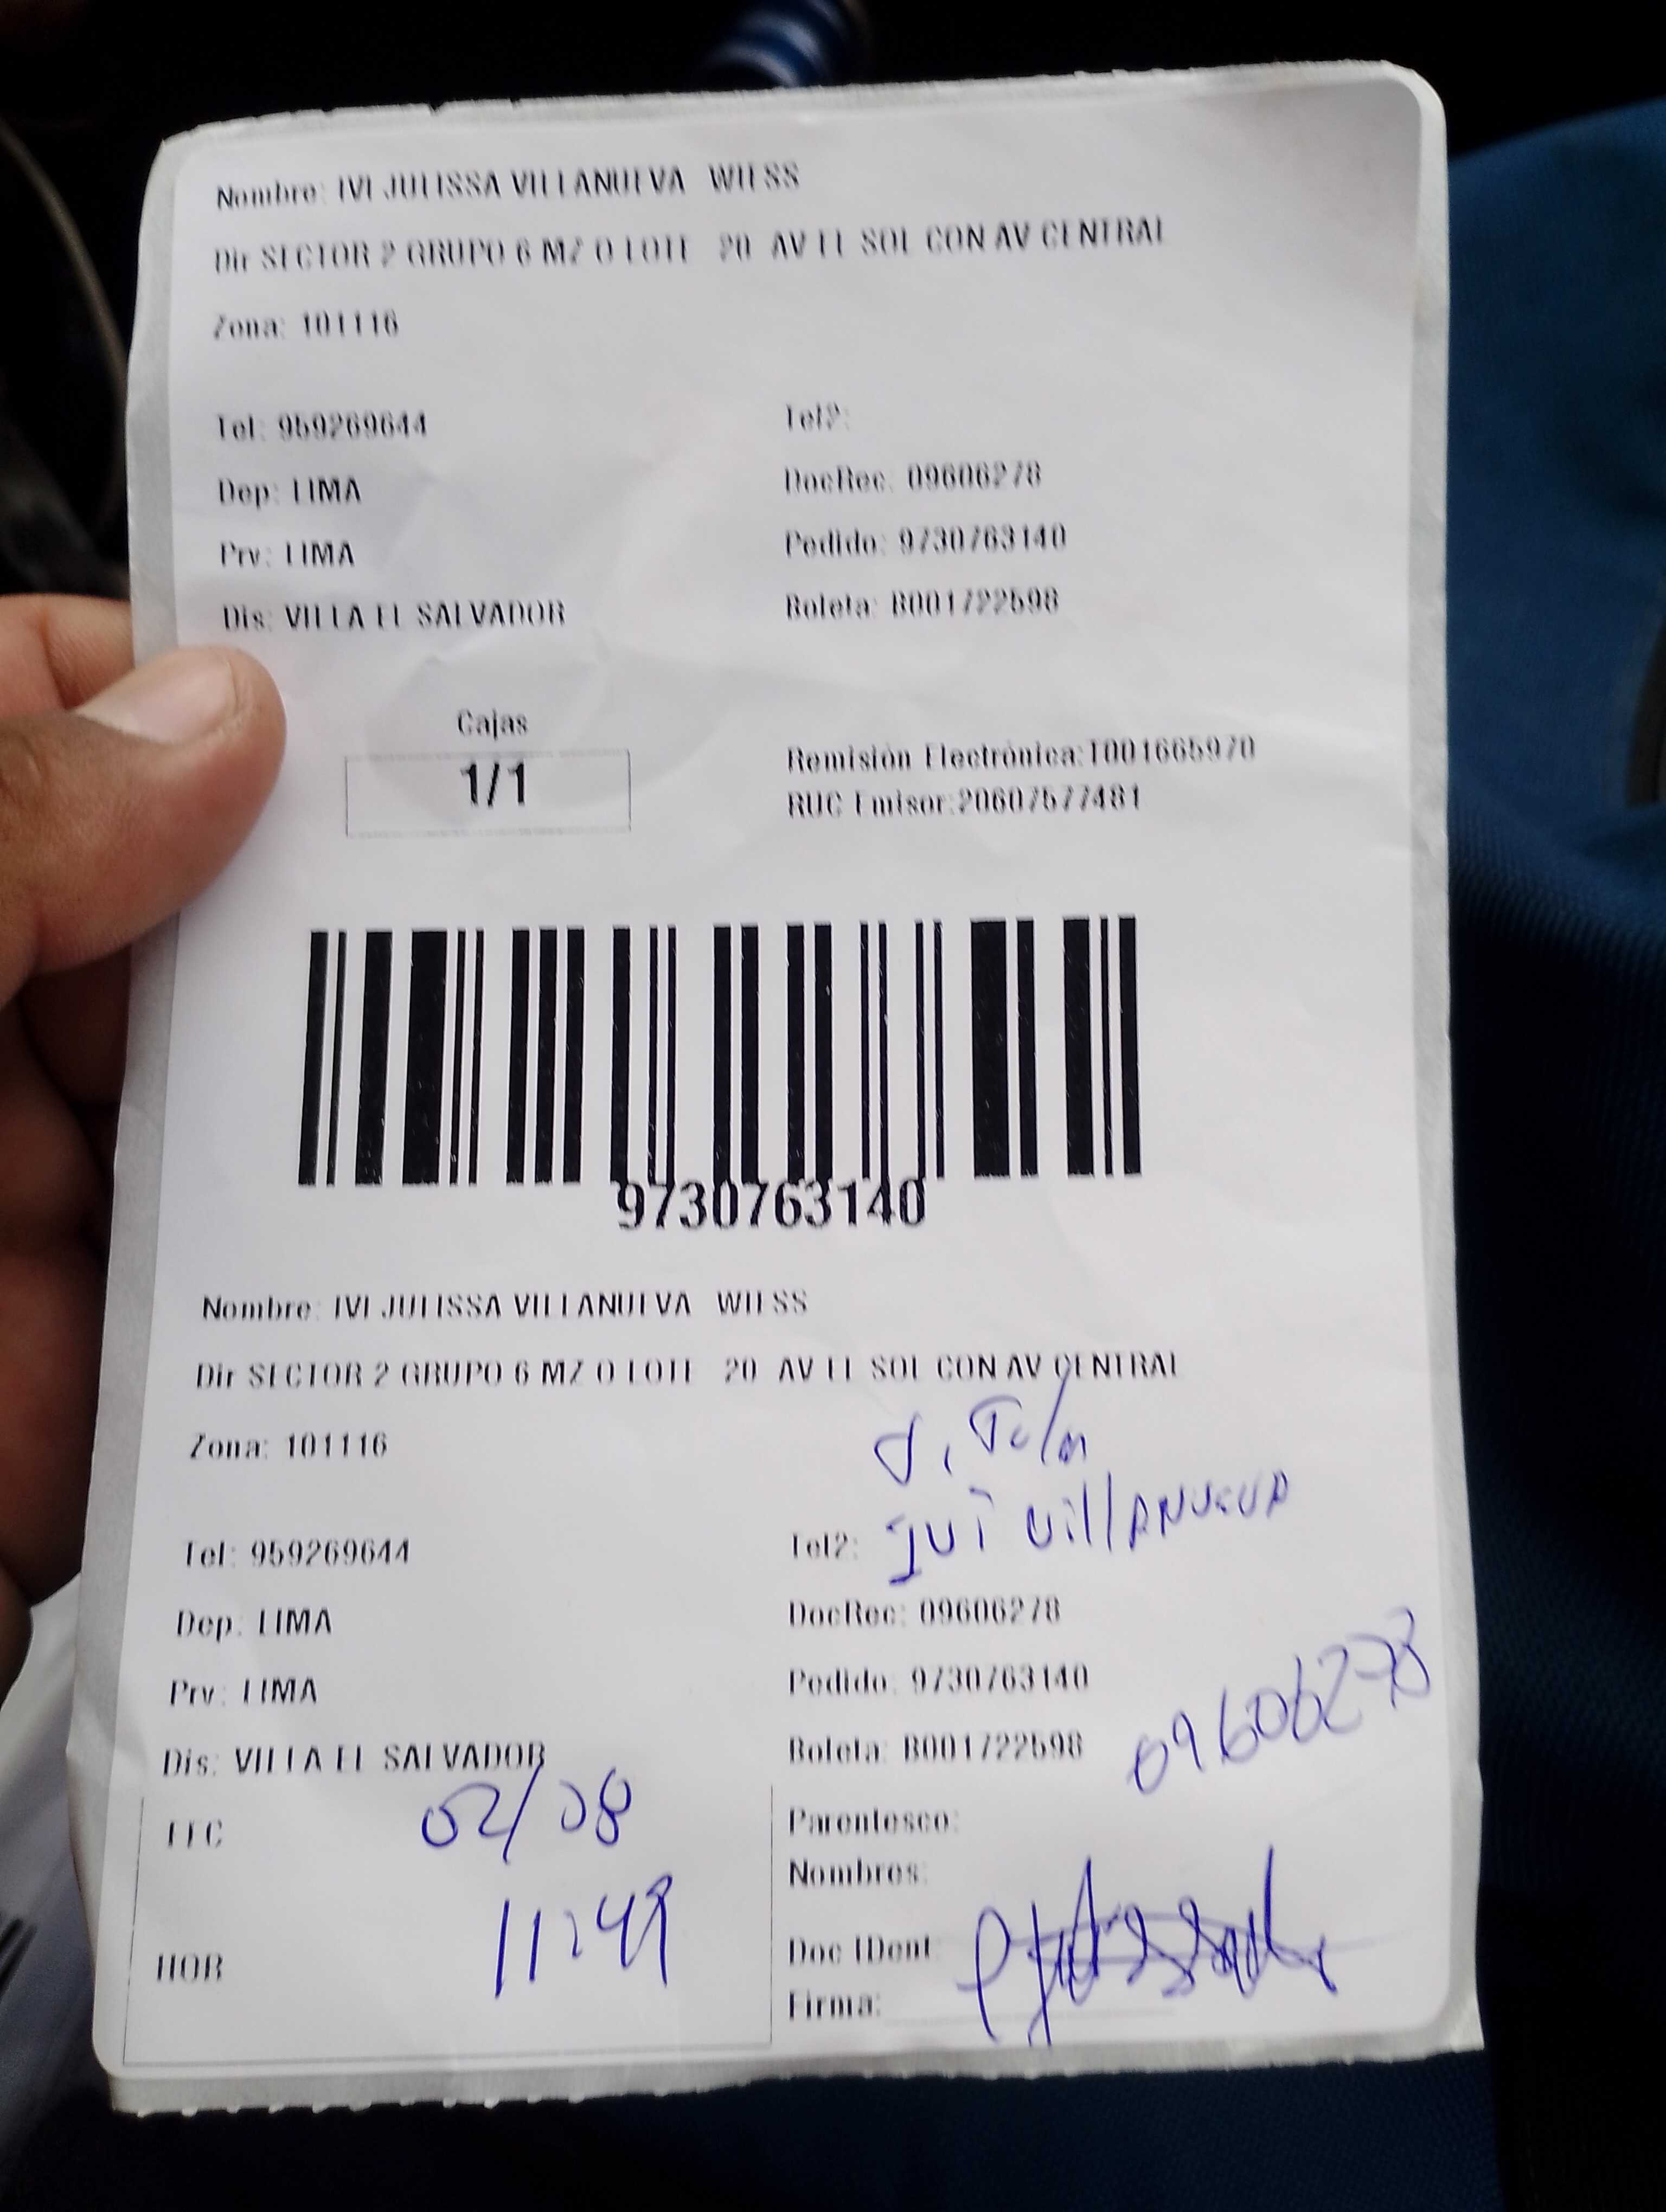 Nombre: IVI JULISSA VILLANUEVA WIESS
Dir SECTOR 2 GRUPO 6 MZ O LOTE 20 AV EL SOL CON AV CENTRAL
Zona: 101116
Tel: 959269644
Tel2:
Dep: LIMA
DocRec: 09606278
Prv: LIMA
Pedido: 9730763140
Dis: VILLA EL SALVADOR
Boleta: B001722598
Cajas
1/1
Remisión Electrónica:T001665970
RUC Emisor:20607577481
9730763140
Nombre: IVI JULISSA VILLANUEVA WIESS
Dir SECTOR 2 GRUPO 6 MZ O LOTE 20 AV EL SOL CON AV CENTRAL
Zona: 101116
Tel: 959269644
Tel2: IVI VillANUEVA
Dep: LIMA
DocRec: 09606278
Prv: LIMA
Pedido: 9730763140
09606278
Dis: VILLA EL SALVADOR
Boleta: B001722598
FEC 02/08
Parentesco:
Nombres:
HOR 11:49
Doc IDent:
Firma: